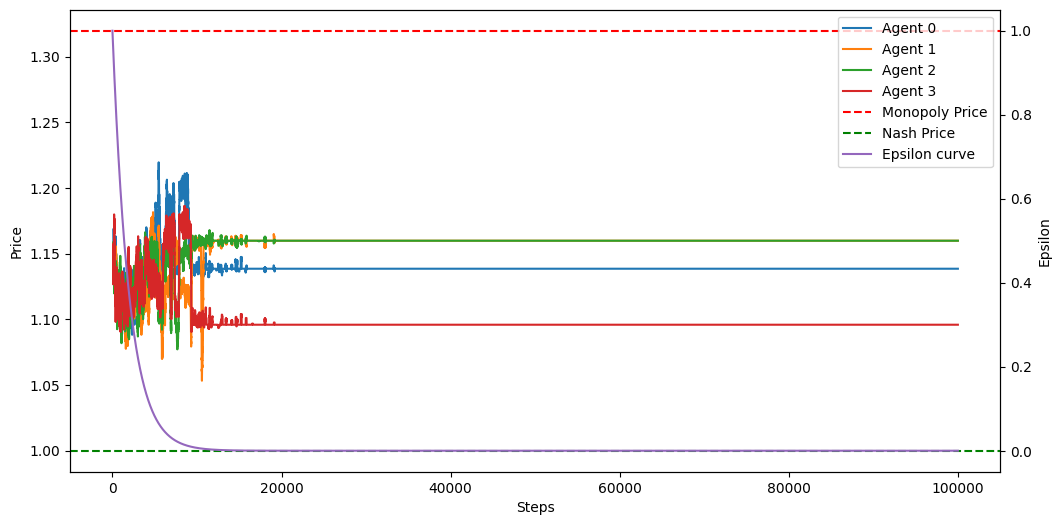 Price
1.30
1.25
1.20
1.15
1.10
1.05
1.00
0
20000
40000
60000
80000
100000
Steps
1.0
0.8
0.6
0.4
0.2
0.0
Epsilon
Agent 0
Agent 1
Agent 2
Agent 3
Monopoly Price
Nash Price
Epsilon curve